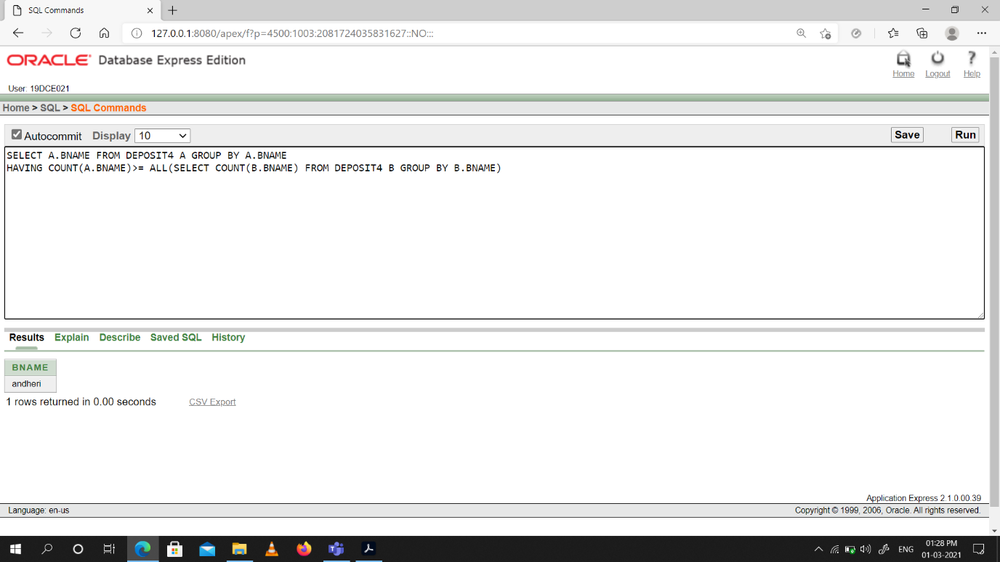 SQL Commands
127.0.0.1:8080/apex/f?p=4500:1003:2081724035831627::NO:::
ORACLE Database Express Edition
Home Logout Help
User: 19DCE021
Home > SQL > SQL Commands
Autocommit Display 10 Save Run
SELECT A.BNAME FROM DEPOSIT4 A GROUP BY A.BNAME
HAVING COUNT(A.BNAME)>= ALL(SELECT COUNT(B.BNAME) FROM DEPOSIT4 B GROUP BY B.BNAME)
Results Explain Describe Saved SQL History
BNAME
andheri
1 rows returned in 0.00 seconds CSV Export
Application Express 2.1.0.00.39
Language: en-us Copyright © 1999, 2006, Oracle. All rights reserved.
ENG 01:28 PM
01-03-2021